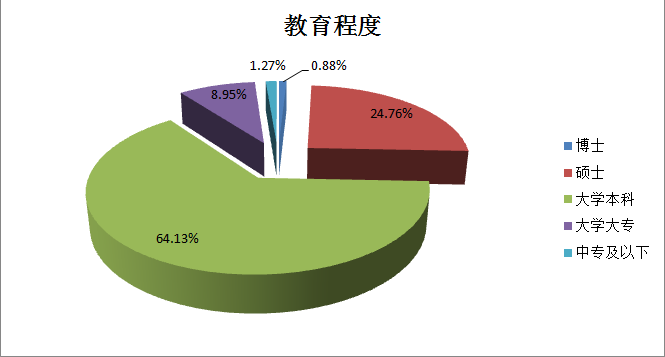 教育程度
1.27%
0.88%
8.95%
24.76%
64.13%
博士
硕士
大学本科
大学大专
中专及以下